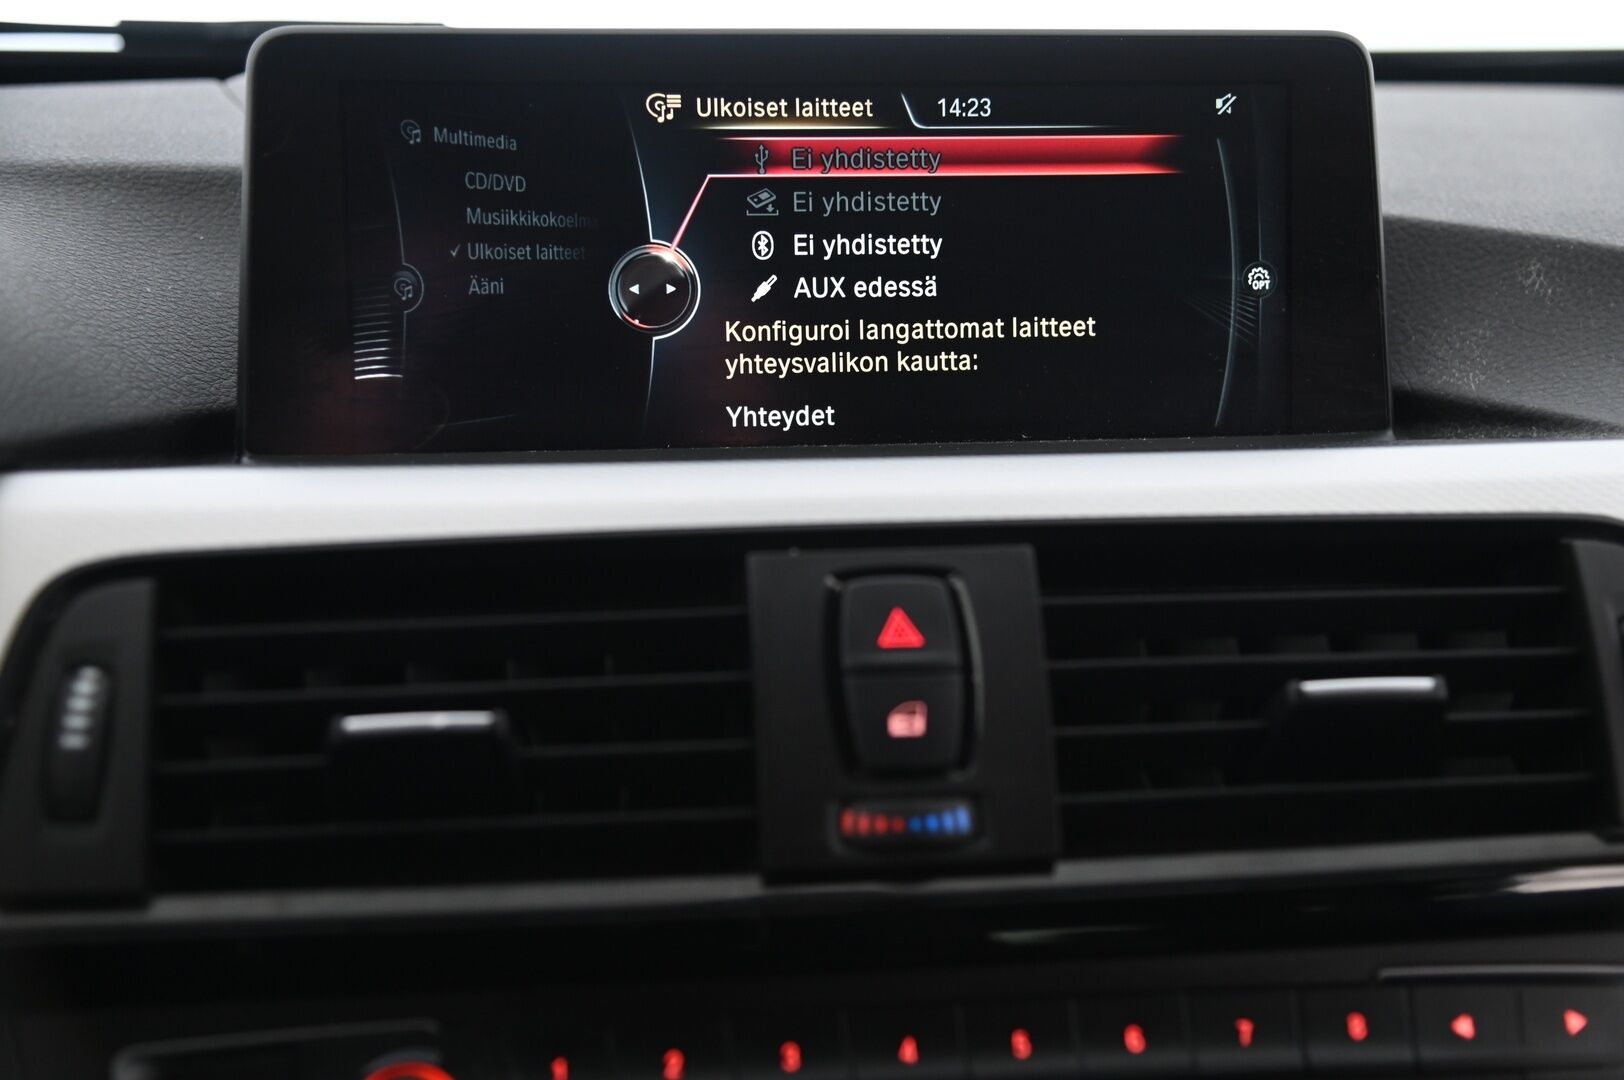 Ulkoiset laitteet 14:23
Multimedia
CD/DVD
Musiikkikokoelm
✓ Ulkoiset laitteet
Ääni
Ei yhdistetty
Ei yhdistetty
Ei yhdistetty
AUX edessä
Konfiguroi langattomat laitteet
yhteysvalikon kautta:
Yhteydet
OPT
1 2 3 4 5 6 7 8